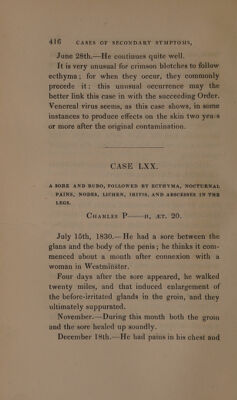 416 CASES OF SECONDARY SYMPTOMS,
June 28th.—He continues quite well.
It is very unusual for crimson blotches to follow
ecthyma; for when they occur, they commonly
precede it: this unusual occurrence may the
better link this case in with the succeeding Order.
Venereal virus seems, as this case shows, in some
instances to produce effects on the skin two years
or more after the original contamination.
CASE LXX.
A SORE AND BUBO, FOLLOWED BY ECTHYMA, NOCTURNAL
PAINS, NODES, LICHEN, IRITIS, AND ABSCESSES IN THE
LEGS.
CHARLES P——H, ÆT. 20.
July 15th, 1830.—He had a sore between the
glans and the body of the penis; he thinks it com-
menced about a month after connexion with a
woman in Westminster.
Four days after the sore appeared, he walked
twenty miles, and that induced enlargement of
the before-irritated glands in the groin, and they
ultimately suppurated.
November.—During this month both the groin
and the sore healed up soundly.
December 18th.—He had pains in his chest and